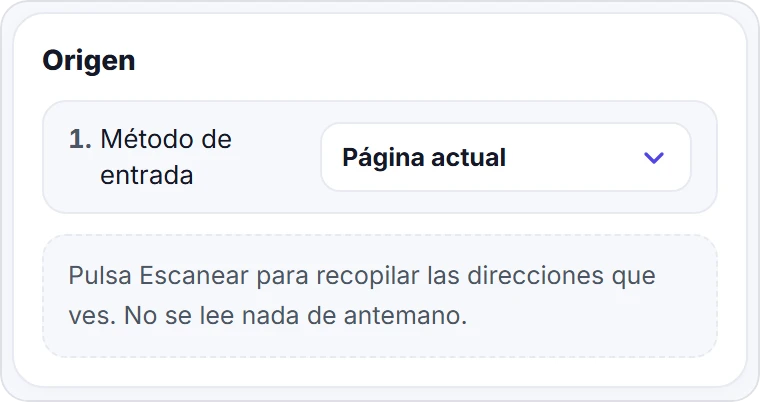 Origen
1. Método de
entrada
Página actual
Pulsa Escanear para recopilar las direcciones que
ves. No se lee nada de antemano.